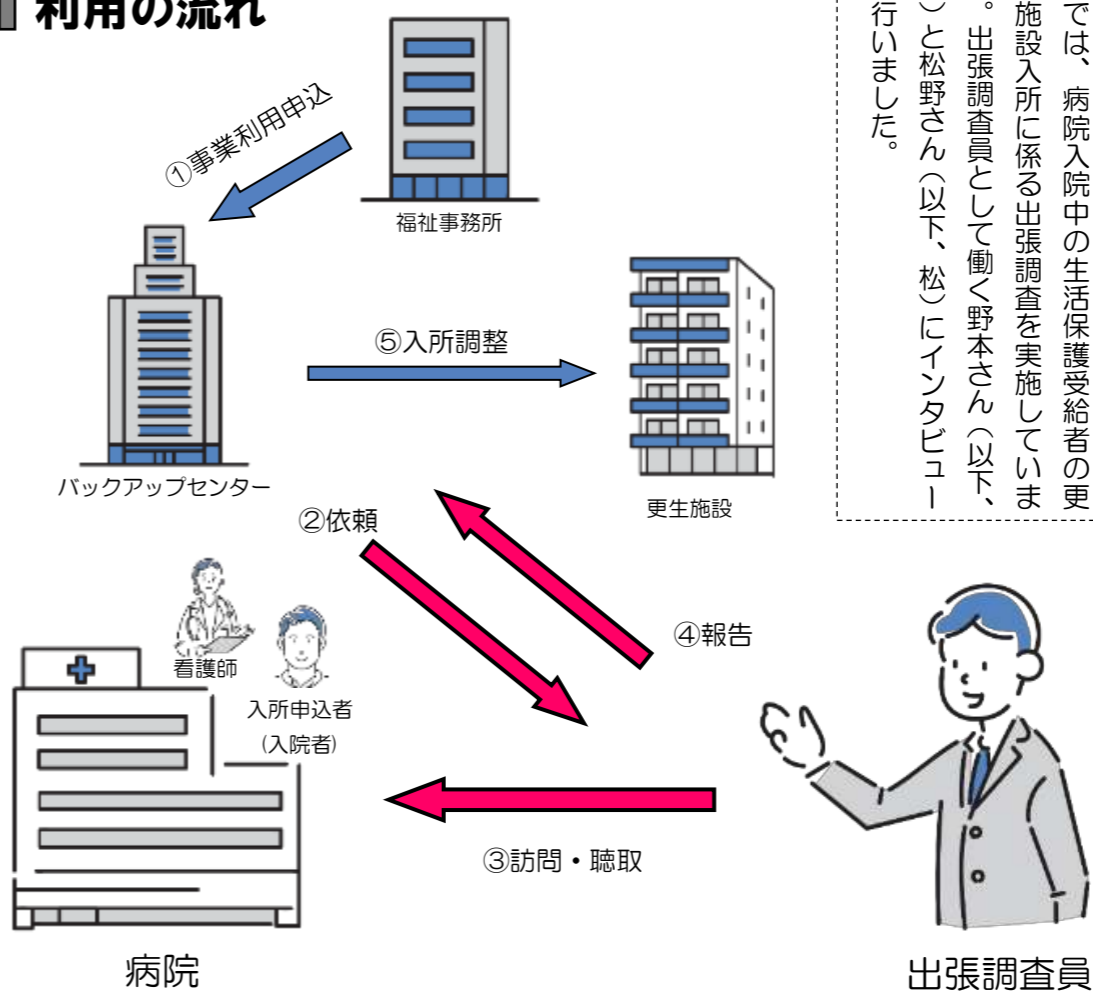 利用の流れ
では、病院入院中の生活保護受給者の更
施設入所に係る出張調査を実施していま
。出張調査員として働く野本さん（以下、
）と松野さん（以下、松）にインタビュー
行いました。
①事業利用申込
福祉事務所
バックアップセンター
⑤入所調整
更生施設
②依頼
④報告
看護師
入所申込者
(入院者)
③訪問・聴取
病院
出張調査員